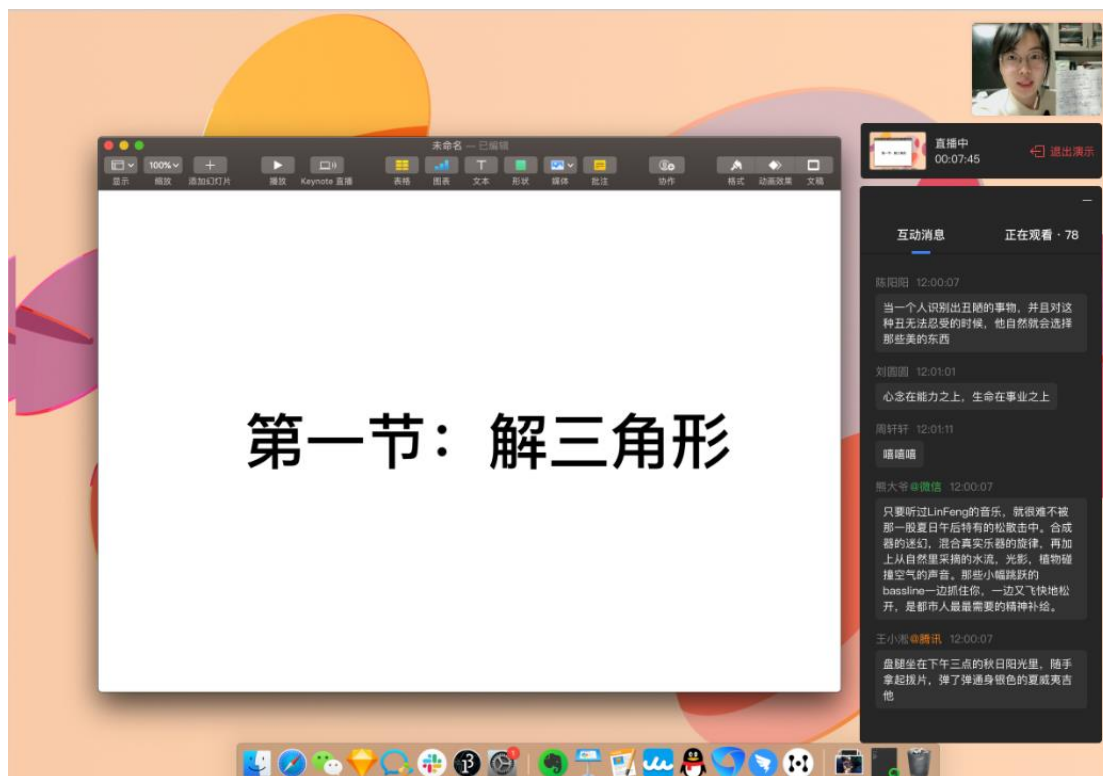 未命名 — 已编辑
100%
显示 缩放 添加幻灯片 播放 Keynote 直播 表格 图表 文本 形状 媒体 批注 协作 格式 动画效果 文稿
第一节：解三角形
直播中
00:07:45
退出演示
互动消息 正在观看 · 78
陈阳阳 12:00:07
当一个人识别出丑陋的事物，并且对这
种丑无法忍受的时候，他自然就会选择
那些美的东西
刘圆圆 12:01:01
心念在能力之上，生命在事业之上
周轩轩 12:01:11
嘻嘻嘻
熊大爷@微信 12:00:07
只要听过LinFeng的音乐，就很难不被
那一股夏日午后特有的松散击中。合成
器的迷幻，混合真实乐器的旋律，再加
上从自然里采摘的水流，光影，植物碰
撞空气的声音。那些小幅跳跃的
bassline一边抓住你，一边又飞快地松
开，是都市人最最需要的精神补给。
王小凇@腾讯 12:00:07
盘腿坐在下午三点的秋日阳光里，随手
拿起拨片，弹了弹通身银色的夏威夷吉
他